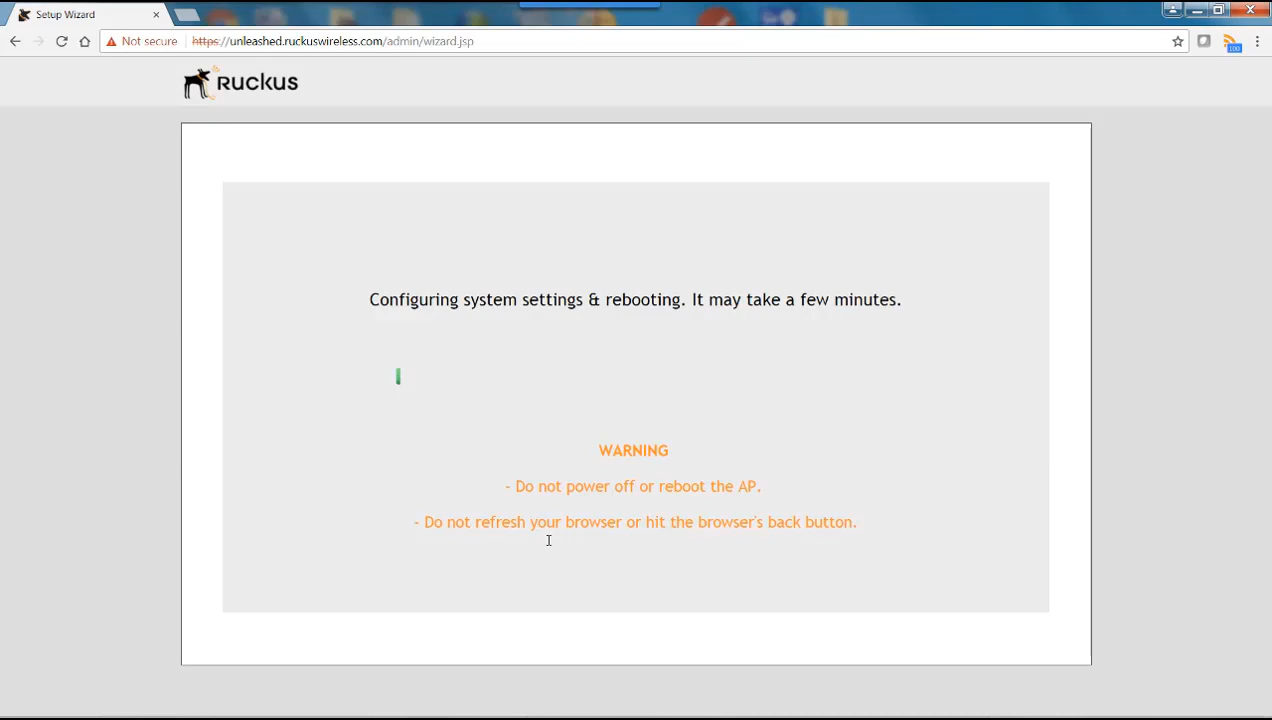 Setup Wizard
Not secure
https://unleashed.ruckuswireless.com/admin/wizard.jsp
100
Ruckus
Configuring system settings & rebooting. It may take a few minutes.
WARNING
- Do not power off or reboot the AP.
- Do not refresh your browser or hit the browser's back button.